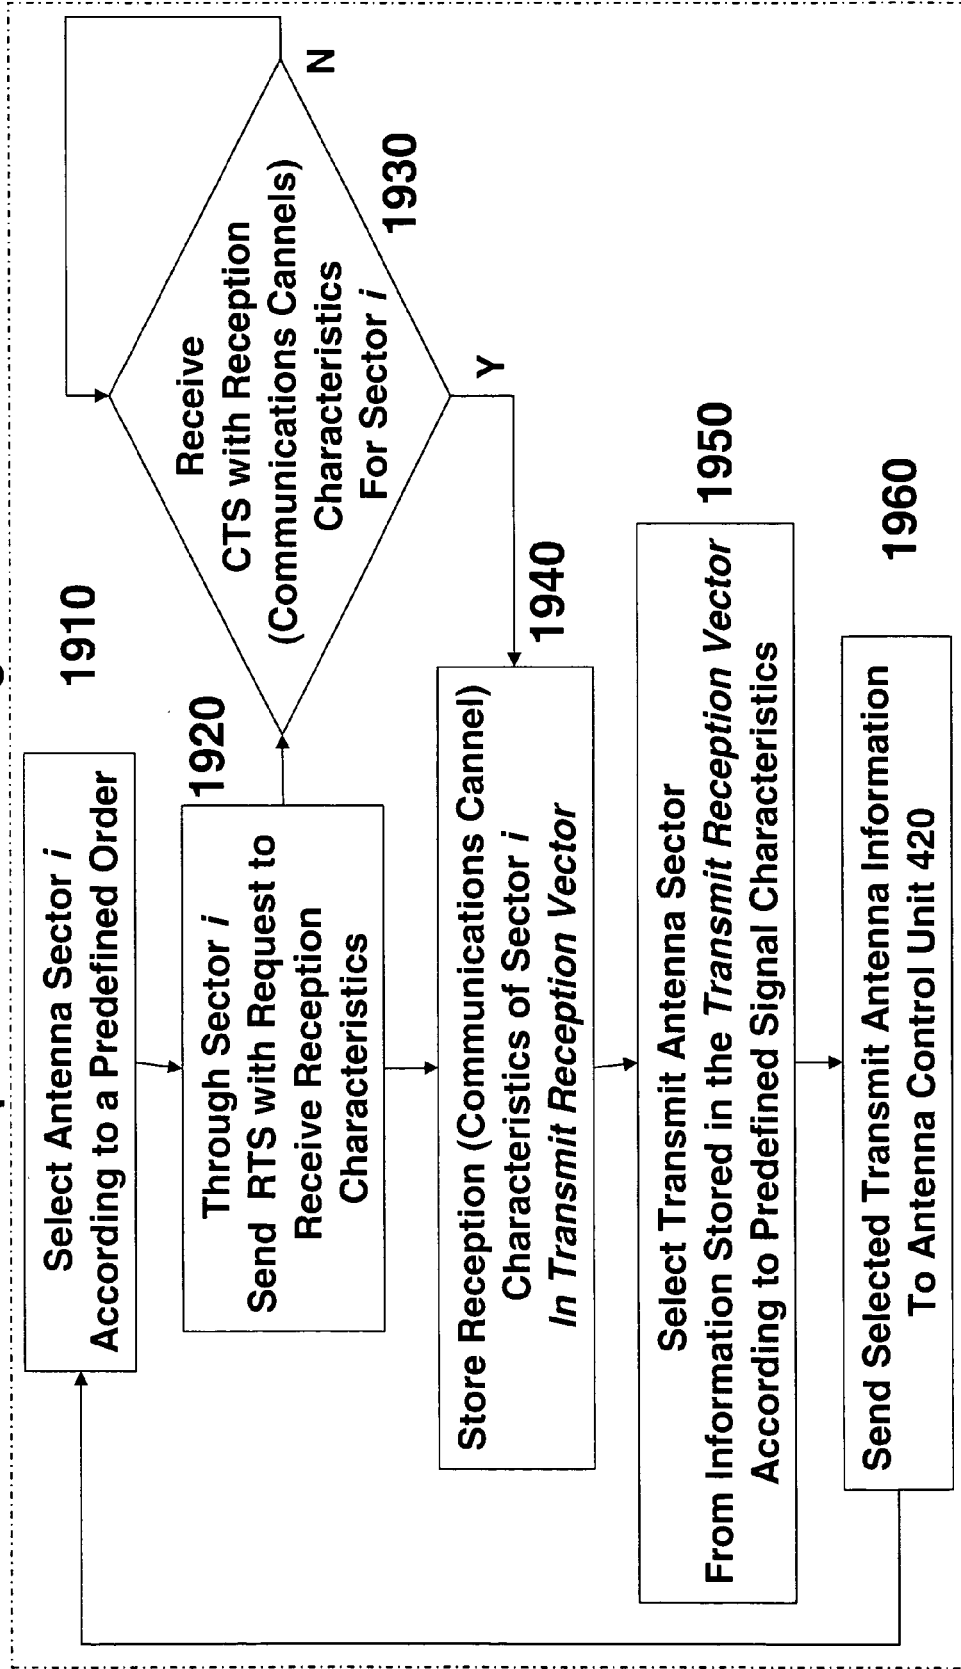 Select Antenna Sector i
According to a Predefined Order
1910
Through Sector i
Send RTS with Request to
Receive Reception
Characteristics
1920
Receive
CTS with Reception
(Communications Cannels)
Characteristics
For Sector i
1930
N
Y
Store Reception (Communications Cannel)
Characteristics of Sector i
In Transmit Reception Vector
1940
Select Transmit Antenna Sector
From Information Stored in the Transmit Reception Vector
According to Predefined Signal Characteristics
1950
Send Selected Transmit Antenna Information
To Antenna Control Unit 420
1960